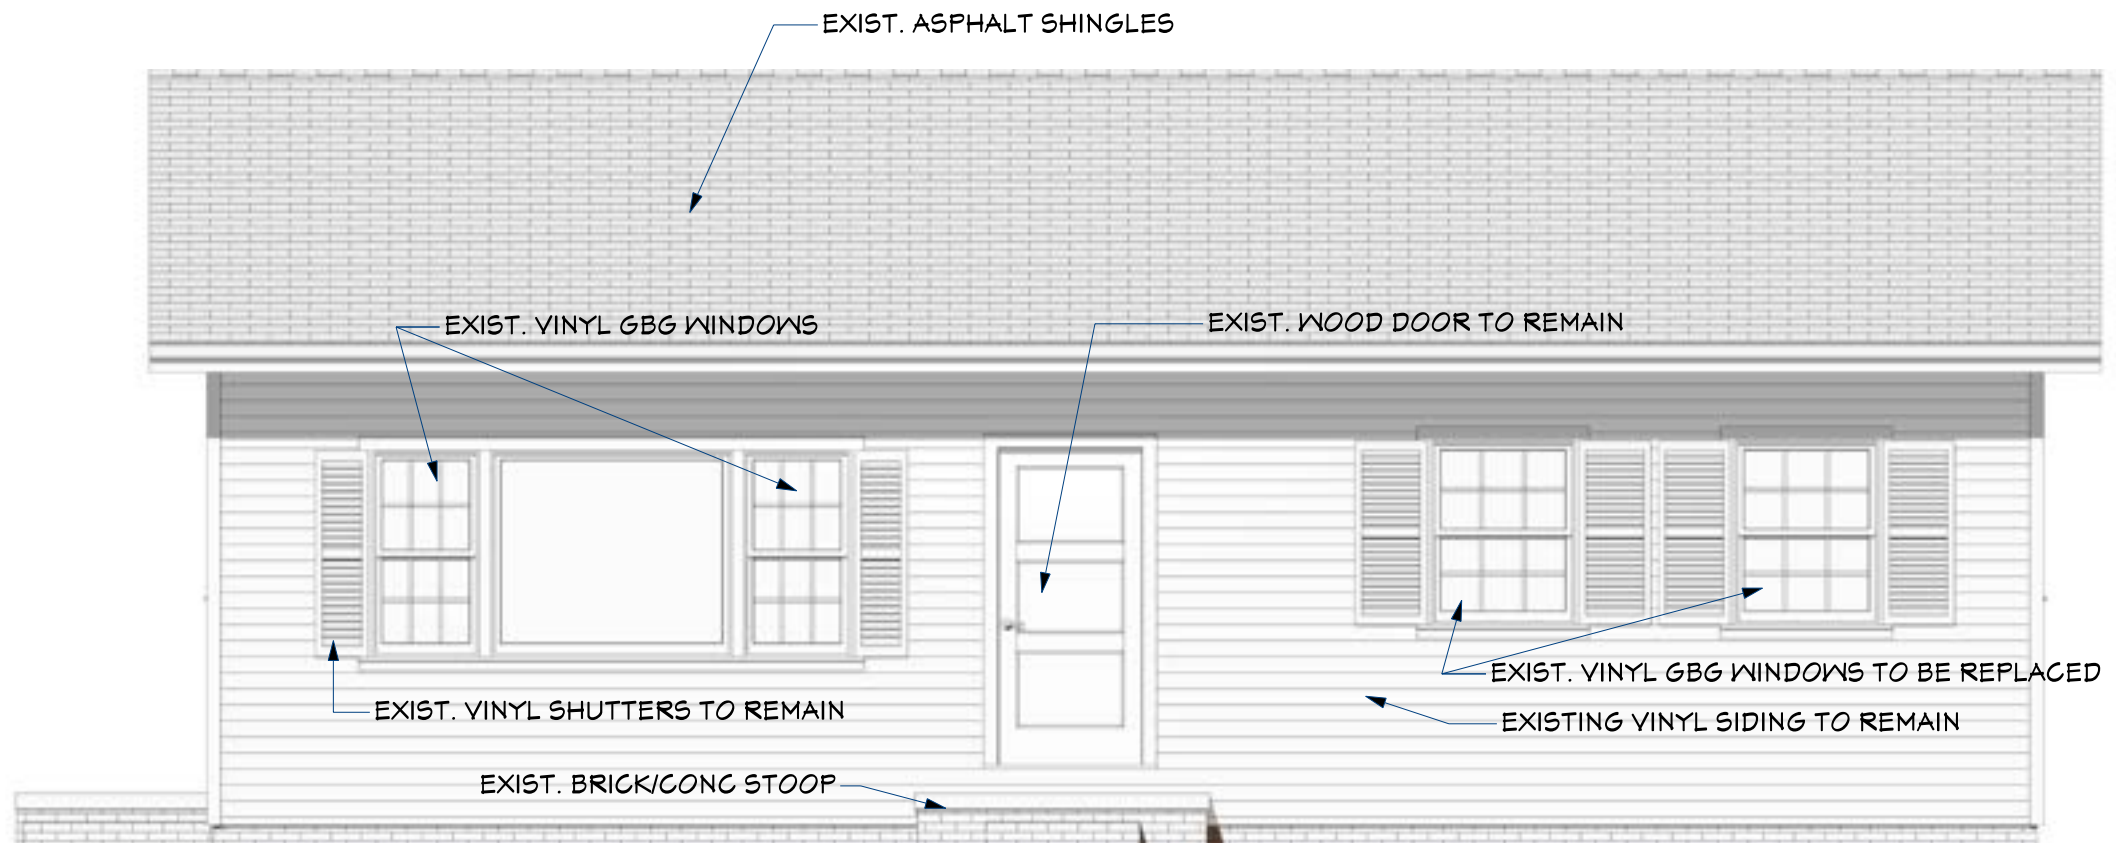 EXIST. ASPHALT SHINGLES
EXIST. VINYL GBG WINDOWS
EXIST. WOOD DOOR TO REMAIN
EXIST. VINYL GBG WINDOWS TO BE REPLACED
EXIST. VINYL SHUTTERS TO REMAIN
EXISTING VINYL SIDING TO REMAIN
EXIST. BRICK/CONC STOOP